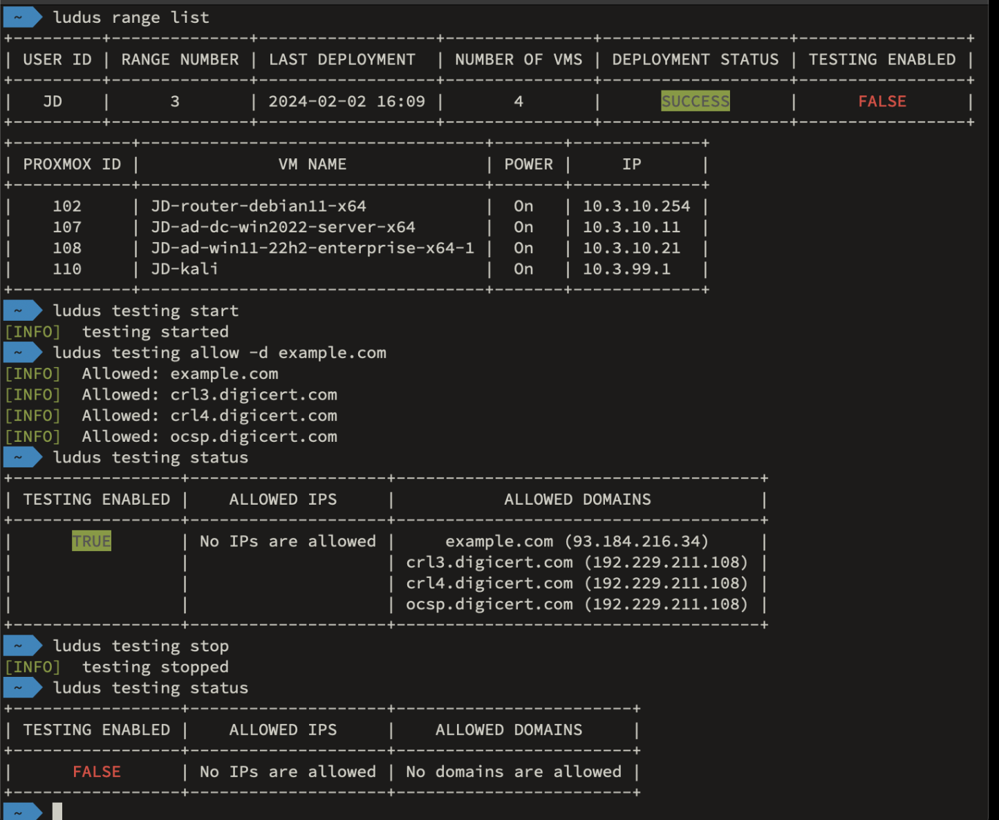 ~ ludus range list
+---------+--------------+------------------+---------------+-------------------+-----------------+
| USER ID | RANGE NUMBER | LAST DEPLOYMENT  | NUMBER OF VMS | DEPLOYMENT STATUS | TESTING ENABLED |
+---------+--------------+------------------+---------------+-------------------+-----------------+
|   JD    |      3       | 2024-02-02 16:09 |       4       |      SUCCESS      |      FALSE      |
+---------+--------------+------------------+---------------+-------------------+-----------------+
+------------+-----------------------------------+-------+-------------+
| PROXMOX ID |              VM NAME              | POWER |     IP      |
+------------+-----------------------------------+-------+-------------+
|    102     | JD-router-debian11-x64            |  On   | 10.3.10.254 |
|    107     | JD-ad-dc-win2022-server-x64       |  On   | 10.3.10.11  |
|    108     | JD-ad-win11-22h2-enterprise-x64-1 |  On   | 10.3.10.21  |
|    110     | JD-kali                           |  On   | 10.3.99.1   |
+------------+-----------------------------------+-------+-------------+
~ ludus testing start
[INFO]  testing started
~ ludus testing allow -d example.com
[INFO]  Allowed: example.com
[INFO]  Allowed: crl3.digicert.com
[INFO]  Allowed: crl4.digicert.com
[INFO]  Allowed: ocsp.digicert.com
~ ludus testing status
+-----------------+--------------------+-------------------------------------+
| TESTING ENABLED |    ALLOWED IPS     |           ALLOWED DOMAINS           |
+-----------------+--------------------+-------------------------------------+
|      TRUE       | No IPs are allowed |     example.com (93.184.216.34)     |
|                 |                    | crl3.digicert.com (192.229.211.108) |
|                 |                    | crl4.digicert.com (192.229.211.108) |
|                 |                    | ocsp.digicert.com (192.229.211.108) |
+-----------------+--------------------+-------------------------------------+
~ ludus testing stop
[INFO]  testing stopped
~ ludus testing status
+-----------------+--------------------+------------------------+
| TESTING ENABLED |    ALLOWED IPS     |    ALLOWED DOMAINS     |
+-----------------+--------------------+------------------------+
|      FALSE      | No IPs are allowed | No domains are allowed |
+-----------------+--------------------+------------------------+
~